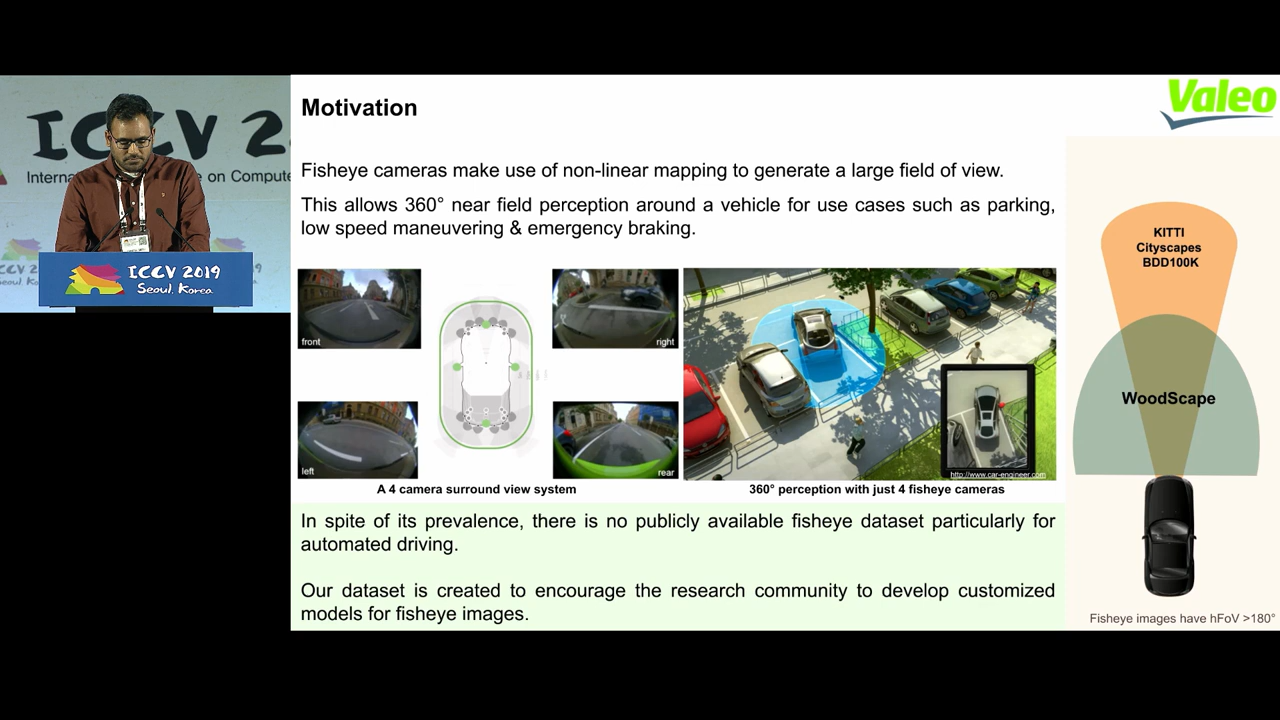 ICCV 2
Interna
on Compute
ICCV 2019
Seoul, Korea
Motivation
Valeo
Fisheye cameras make use of non-linear mapping to generate a large field of view.
This allows 360° near field perception around a vehicle for use cases such as parking,
low speed maneuvering & emergency braking.
front
right
left
rear
http://www.car-engineer.com
A 4 camera surround view system
360° perception with just 4 fisheye cameras
In spite of its prevalence, there is no publicly available fisheye dataset particularly for
automated driving.
Our dataset is created to encourage the research community to develop customized
models for fisheye images.
KITTI
Cityscapes
BDD100K
WoodScape
Fisheye images have hFoV >180°